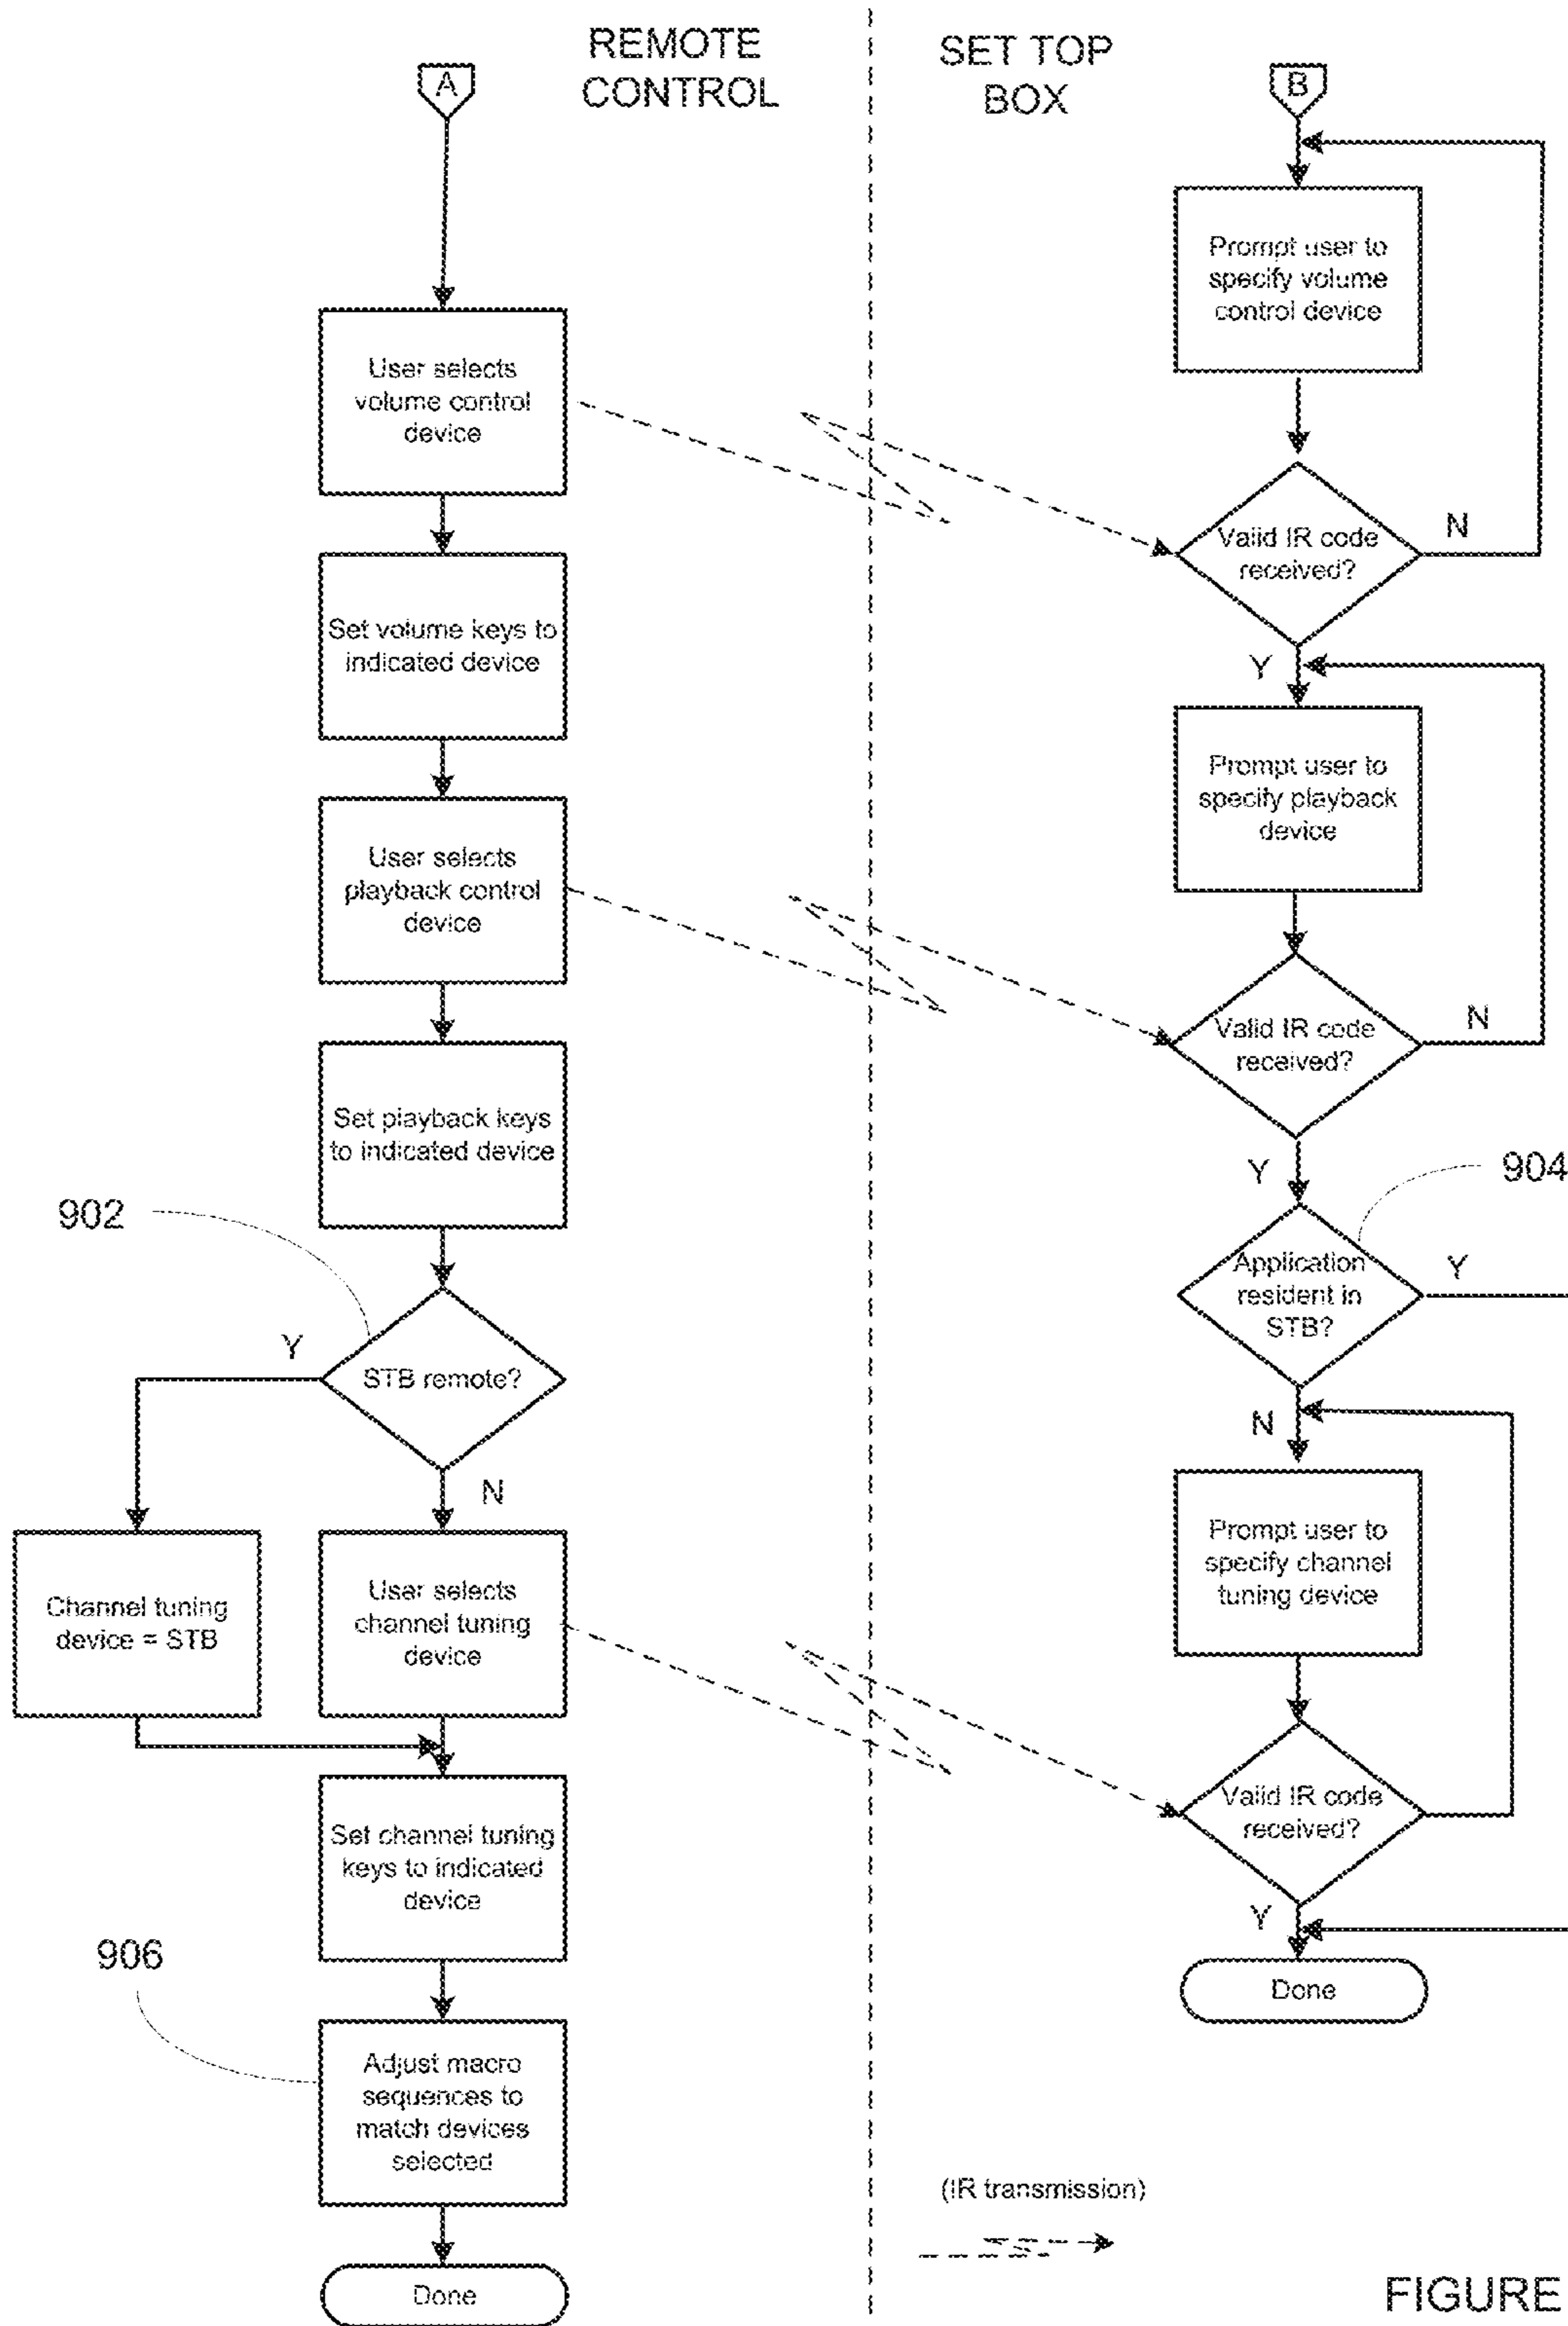 REMOTE
CONTROL
SET TOP
BOX
A
B
User selects
volume control
device
Set volume keys to
indicated device
User selects
playback control
device
Set playback keys
to indicated device
902
STB remote?
Y
N
Channel tuning
device = STB
User selects
channel tuning
device
Set channel tuning
keys to indicated
device
906
Adjust macro
sequences to
match devices
selected
Done
Prompt user to
specify volume
control device
Valid IR code
received?
N
Y
Prompt user to
specify playback
device
Valid IR code
received?
N
Y
904
Application
resident in
STB?
Y
N
Prompt user to
specify channel
tuning device
Valid IR code
received?
Y
Done
(IR transmission)
FIGURE